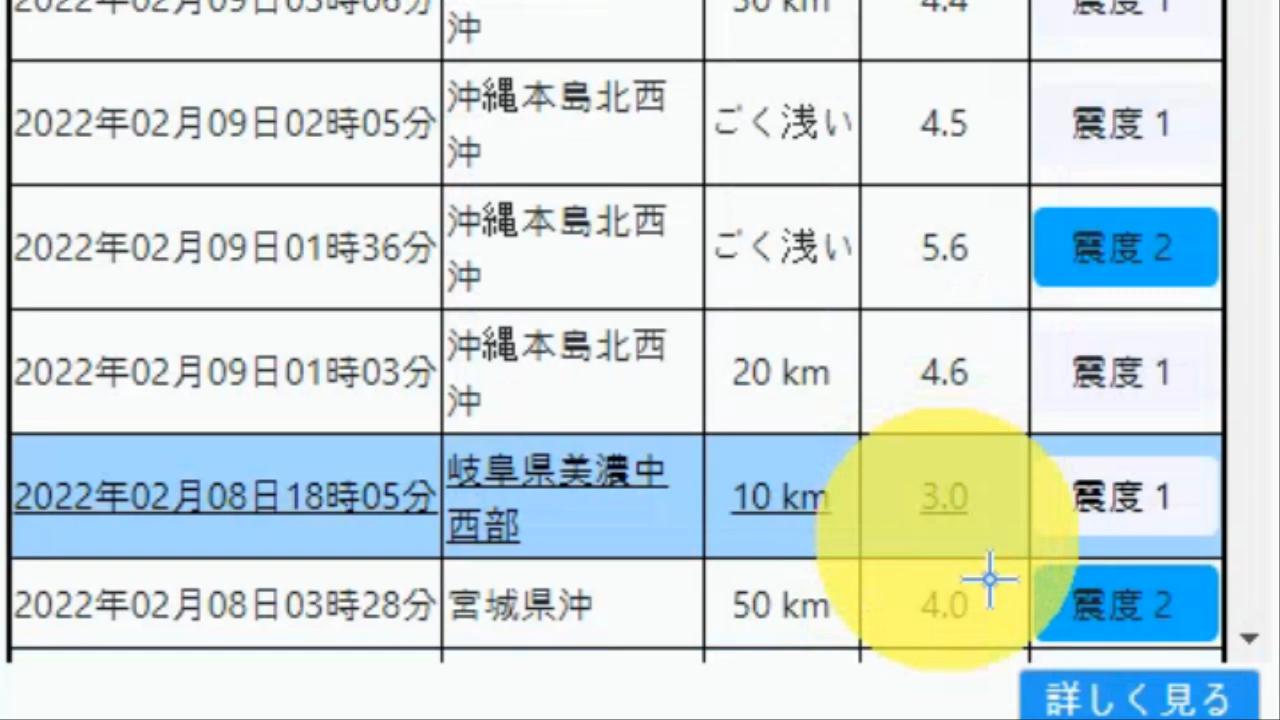 2022年02月09日03時06分 50 km 4.4 震度 1
沖
沖縄本島北西
2022年02月09日02時05分 ごく浅い 4.5 震度 1
沖
沖縄本島北西
2022年02月09日01時36分 ごく浅い 5.6 震度 2
沖
沖縄本島北西
2022年02月09日01時03分 20 km 4.6 震度 1
沖
岐阜県美濃中
2022年02月08日18時05分 10 km 3.0 震度 1
西部
2022年02月08日03時28分 宮城県沖 50 km 4.0 震度 2
詳しく見る